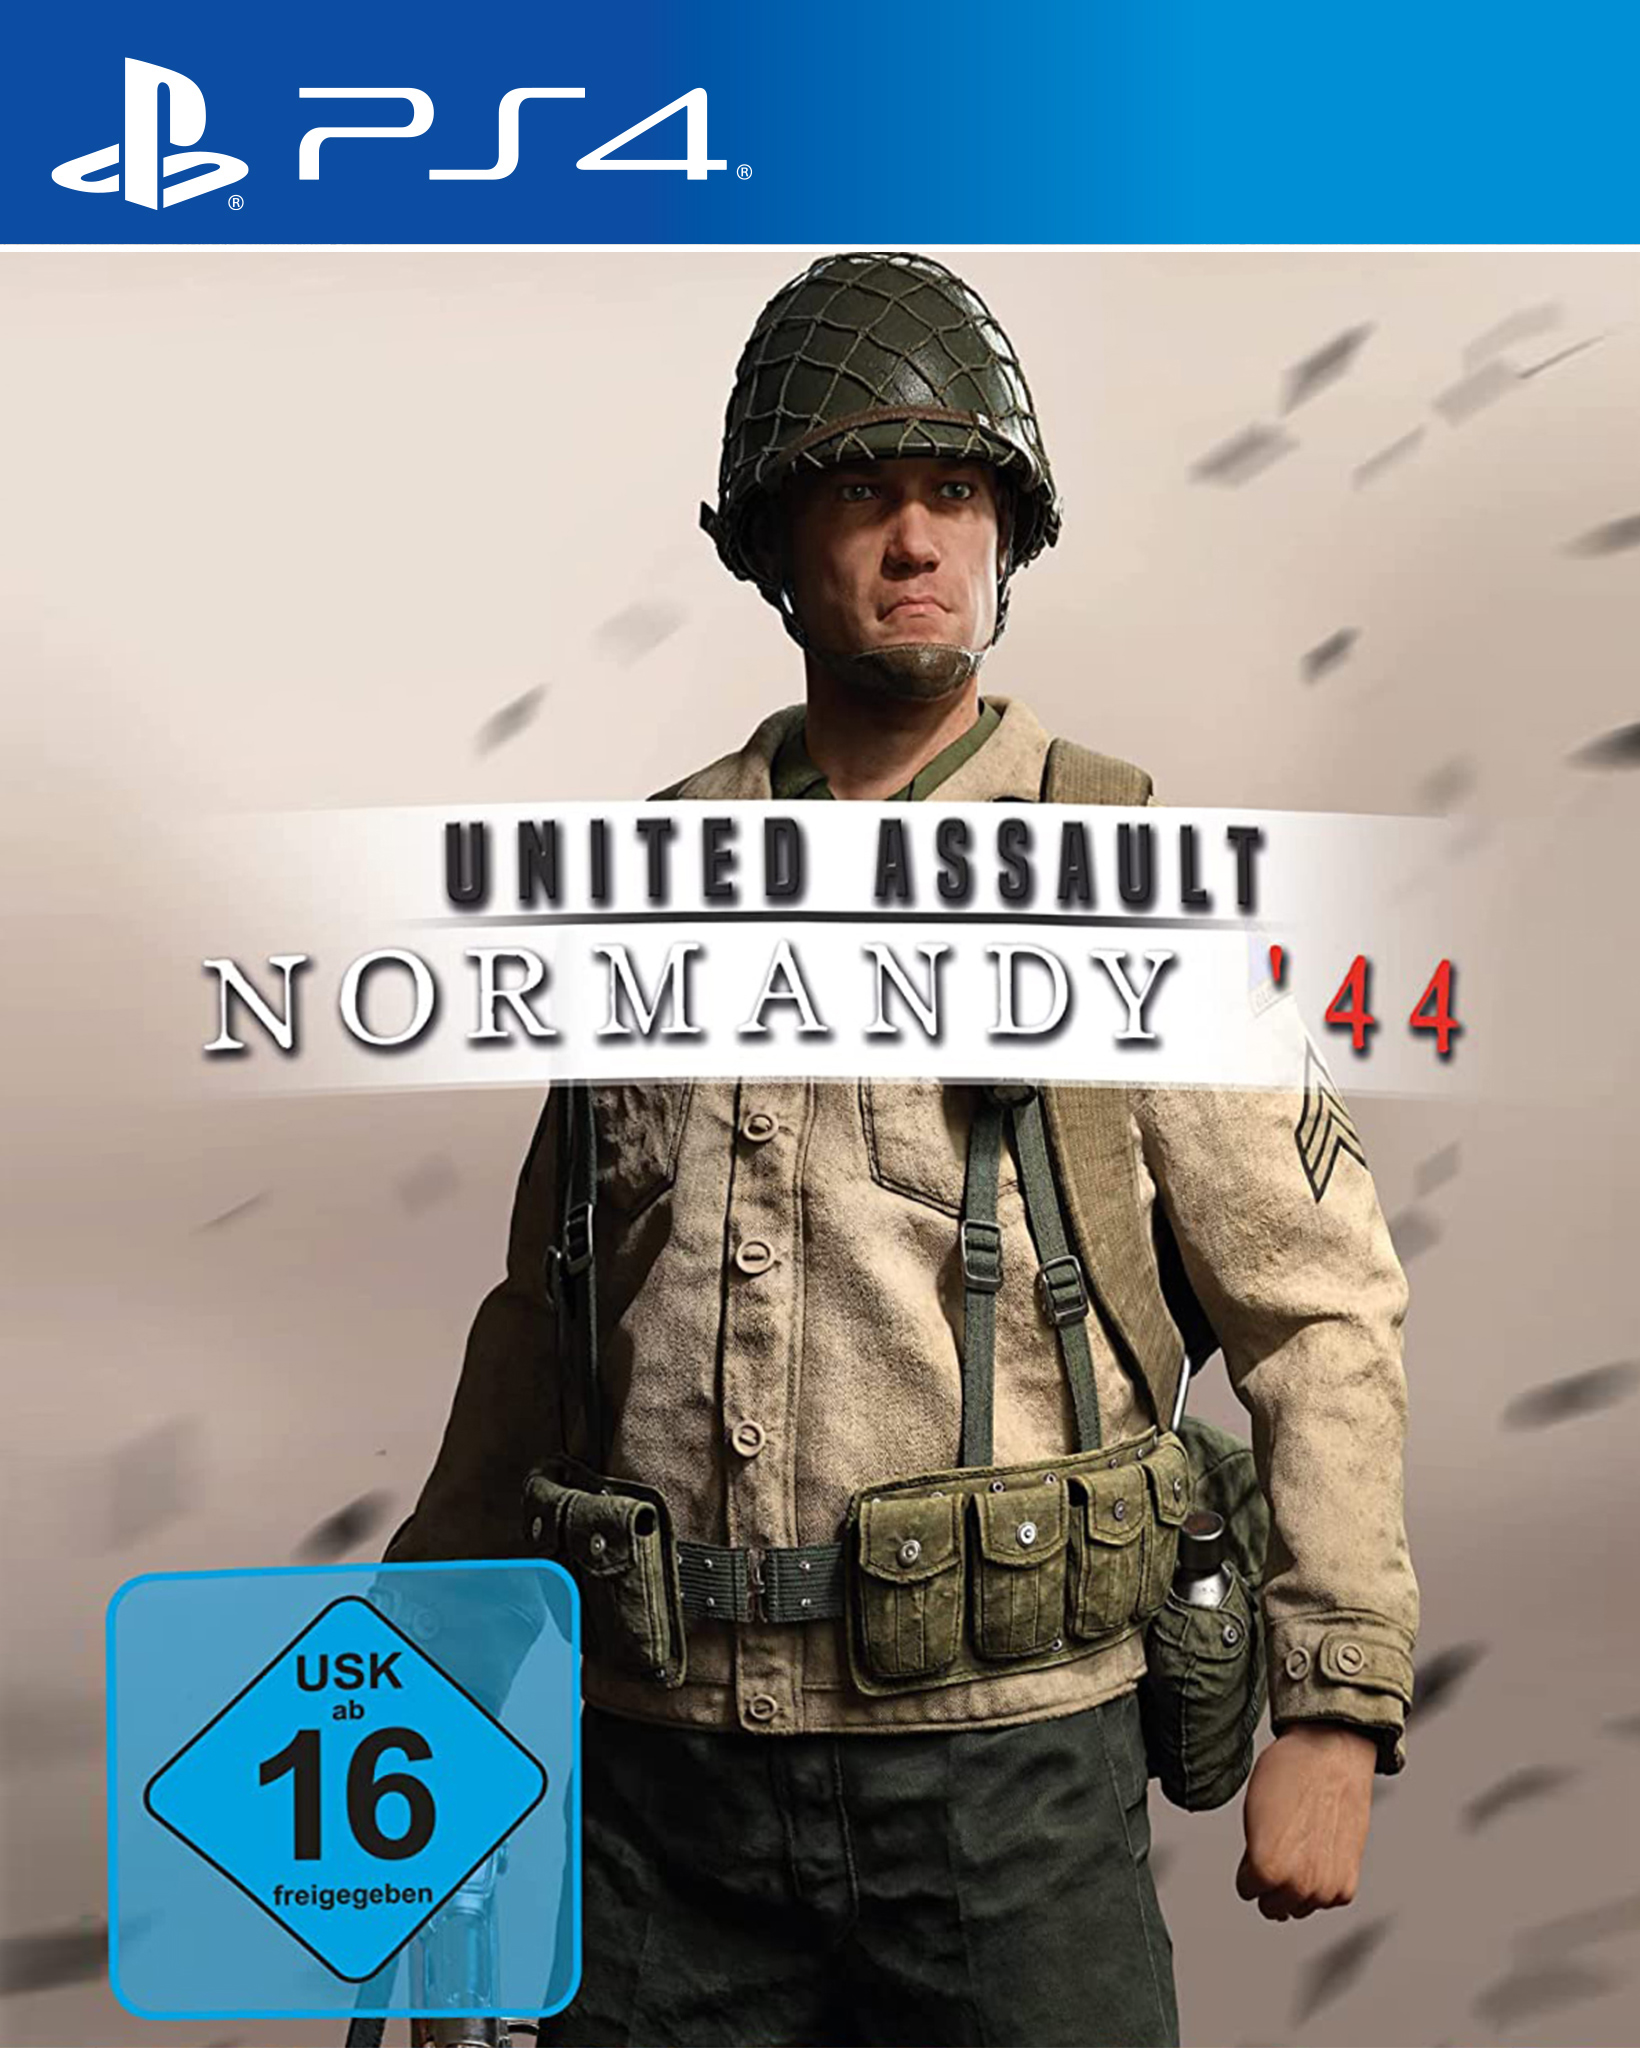 PS4®
®
UNITED ASSAULT
NORMANDY '44
USK
ab
16
freigegeben